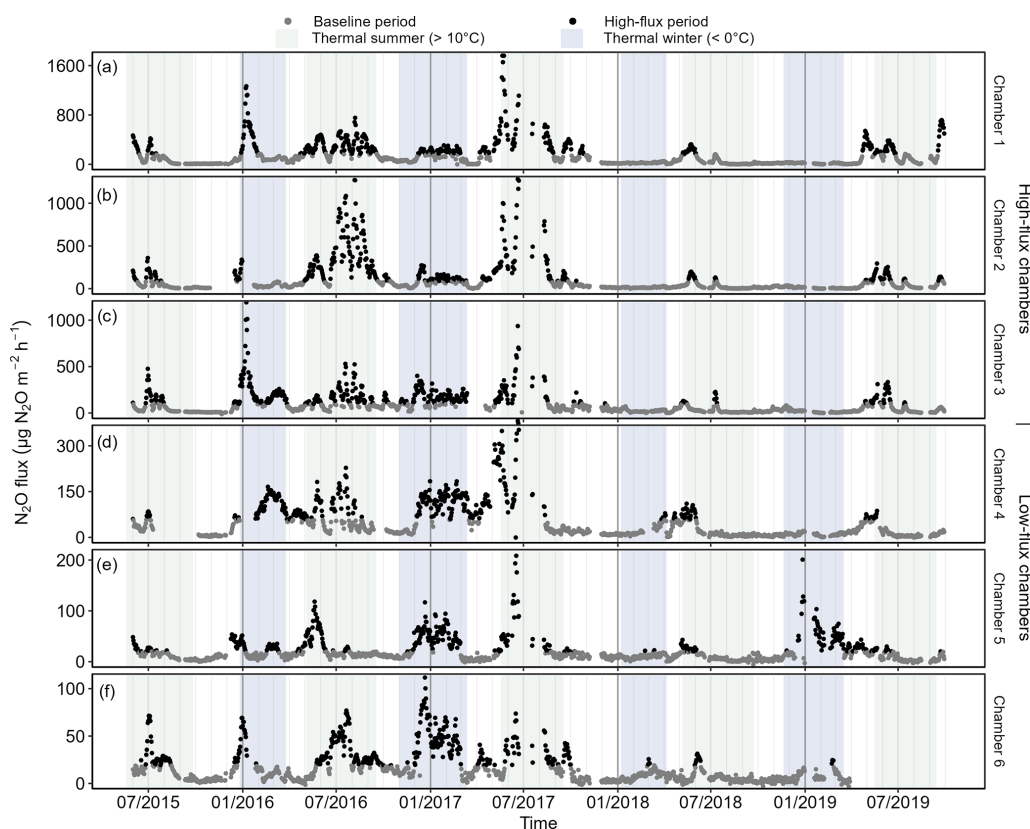 Baseline period
High-flux period
Thermal summer (> 10°C)
Thermal winter (< 0°C)
N₂O flux (µg N₂O m⁻² h⁻¹)
(a)
1600
800
0
Chamber 1
(b)
1000
500
0
Chamber 2
(c)
1000
500
0
Chamber 3
(d)
300
150
0
Chamber 4
(e)
200
100
0
Chamber 5
(f)
100
50
0
Chamber 6
High-flux chambers | Low-flux chambers
07/2015 01/2016 07/2016 01/2017 07/2017 01/2018 07/2018 01/2019 07/2019
Time